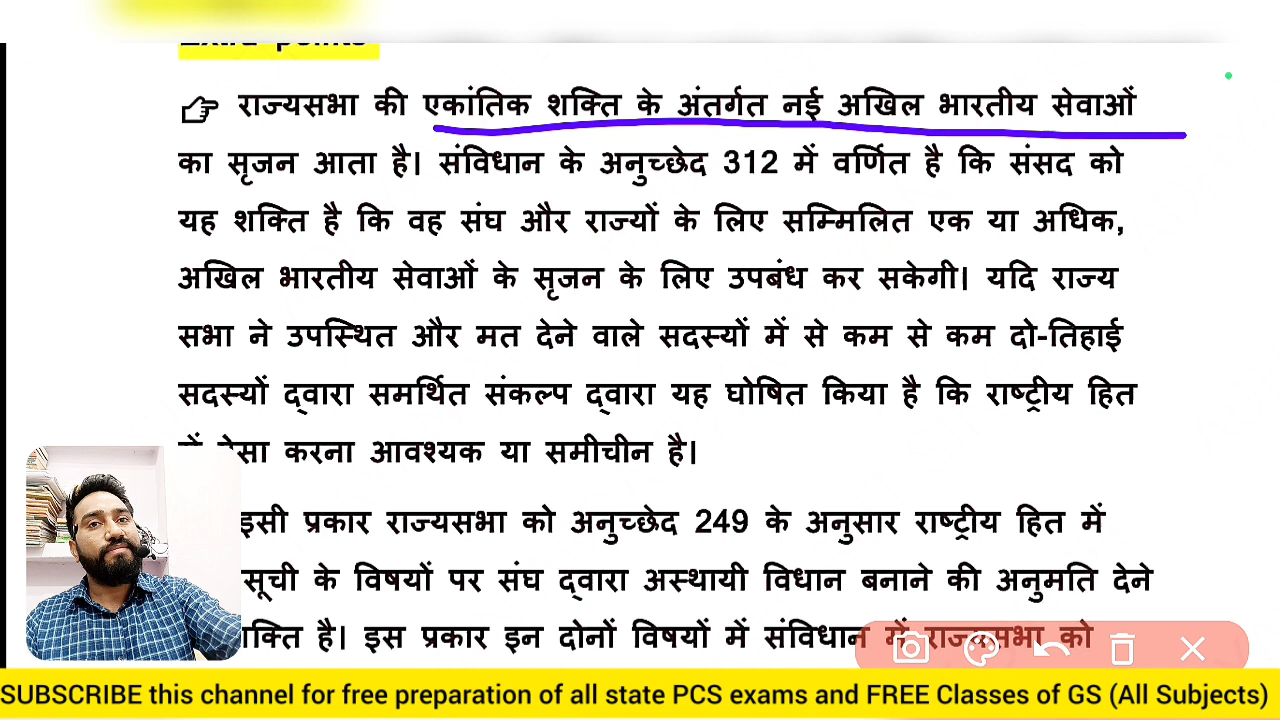 Extra points
राज्यसभा की एकांतिक शक्ति के अंतर्गत नई अखिल भारतीय सेवाओं
का सृजन आता है। संविधान के अनुच्छेद 312 में वर्णित है कि संसद को
यह शक्ति है कि वह संघ और राज्यों के लिए सम्मिलित एक या अधिक,
अखिल भारतीय सेवाओं के सृजन के लिए उपबंध कर सकेगी। यदि राज्य
सभा ने उपस्थित और मत देने वाले सदस्यों में से कम से कम दो-तिहाई
सदस्यों द्वारा समर्थित संकल्प द्वारा यह घोषित किया है कि राष्ट्रीय हित
में ऐसा करना आवश्यक या समीचीन है।
इसी प्रकार राज्यसभा को अनुच्छेद 249 के अनुसार राष्ट्रीय हित में
सूची के विषयों पर संघ द्वारा अस्थायी विधान बनाने की अनुमति देने
शक्ति है। इस प्रकार इन दोनों विषयों में संविधान में राज्यसभा को
SUBSCRIBE this channel for free preparation of all state PCS exams and FREE Classes of GS (All Subjects)